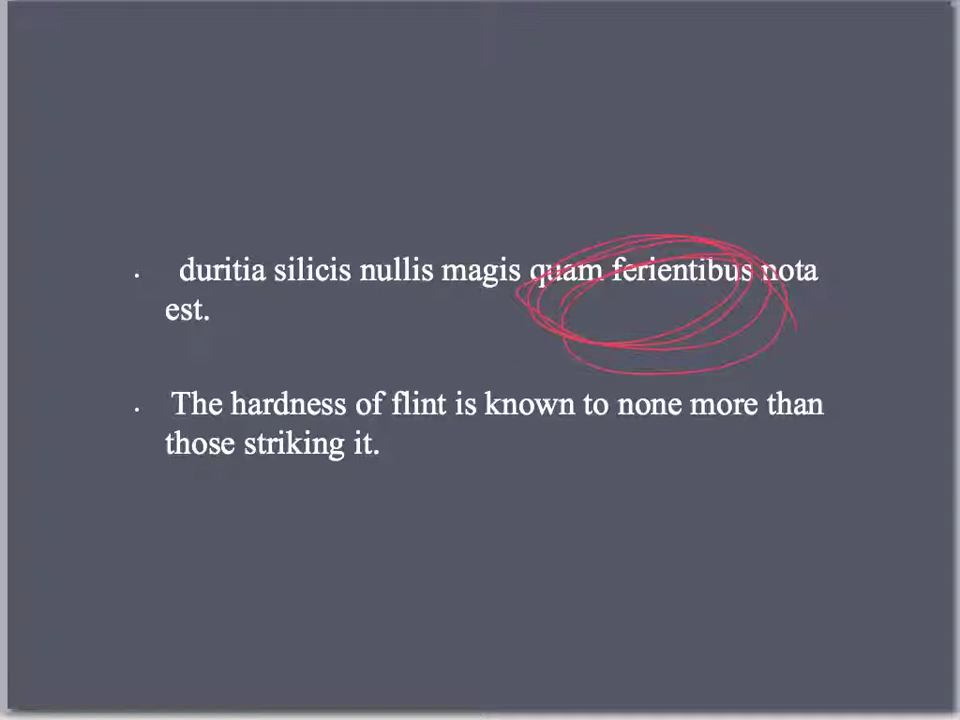 · duritia silicis nullis magis quam ferientibus nota
est.
· The hardness of flint is known to none more than
those striking it.